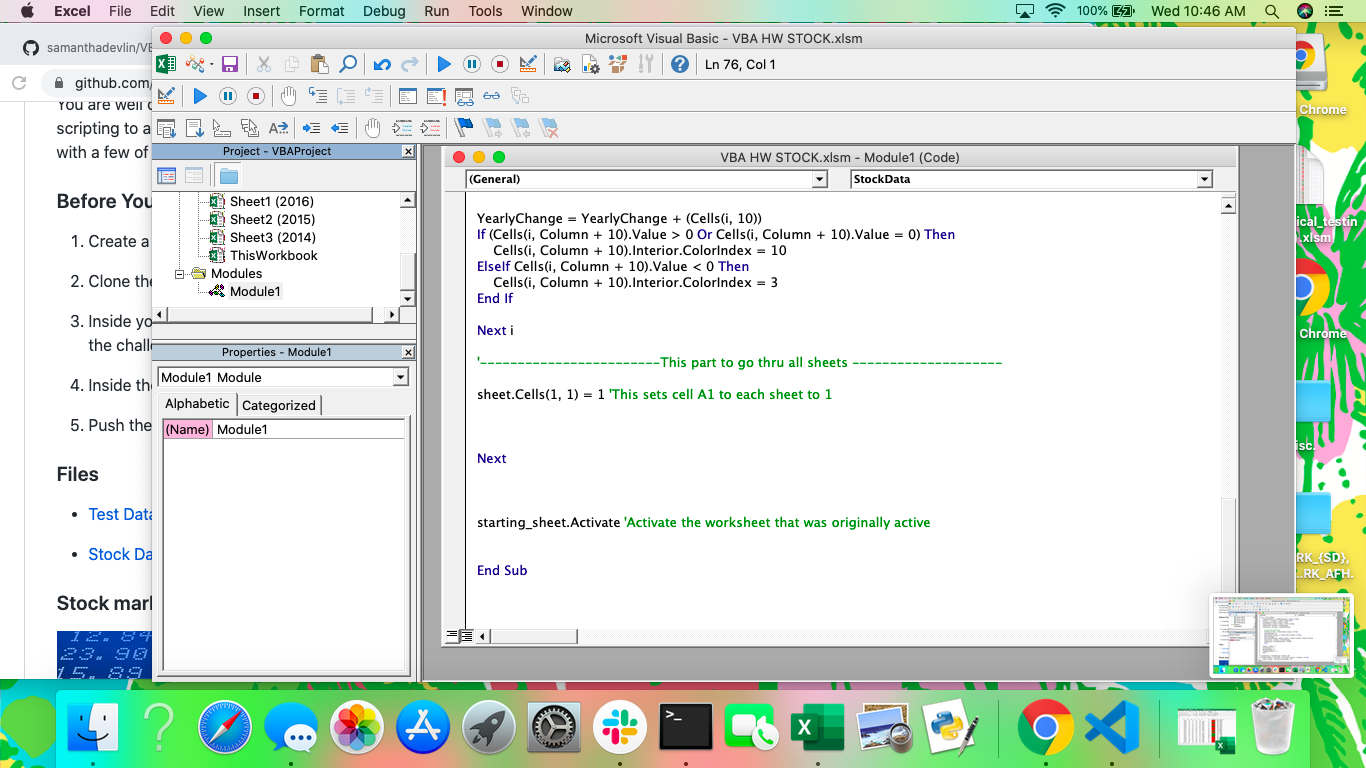 Excel File Edit View Insert Format Debug Run Tools Window 100% Wed 10:46 AM
samanthadevlin/VB
github.com/
You are well
scripting to a
with a few of
Before You
1. Create a
2. Clone the
3. Inside yo
the chall
4. Inside the
5. Push the
Files
Test Data
Stock Da
Stock mark
12.84
23.90
15.89
Microsoft Visual Basic - VBA HW STOCK.xlsm
Ln 76, Col 1
Project - VBAProject
Sheet1 (2016)
Sheet2 (2015)
Sheet3 (2014)
ThisWorkbook
Modules
Module1
Properties - Module1
Module1 Module
Alphabetic Categorized
(Name) Module1
VBA HW STOCK.xlsm - Module1 (Code)
(General) StockData
YearlyChange = YearlyChange + (Cells(i, 10))
If (Cells(i, Column + 10).Value > 0 Or Cells(i, Column + 10).Value = 0) Then
Cells(i, Column + 10).Interior.ColorIndex = 10
ElseIf Cells(i, Column + 10).Value < 0 Then
Cells(i, Column + 10).Interior.ColorIndex = 3
End If
Next i
'------------------------This part to go thru all sheets --------------------
sheet.Cells(1, 1) = 1 'This sets cell A1 to each sheet to 1
Next
starting_sheet.Activate 'Activate the worksheet that was originally active
End Sub
Chrome
ical_testin
.xlsm
Chrome
isc.
RK_{SD},
..RK_AFH.